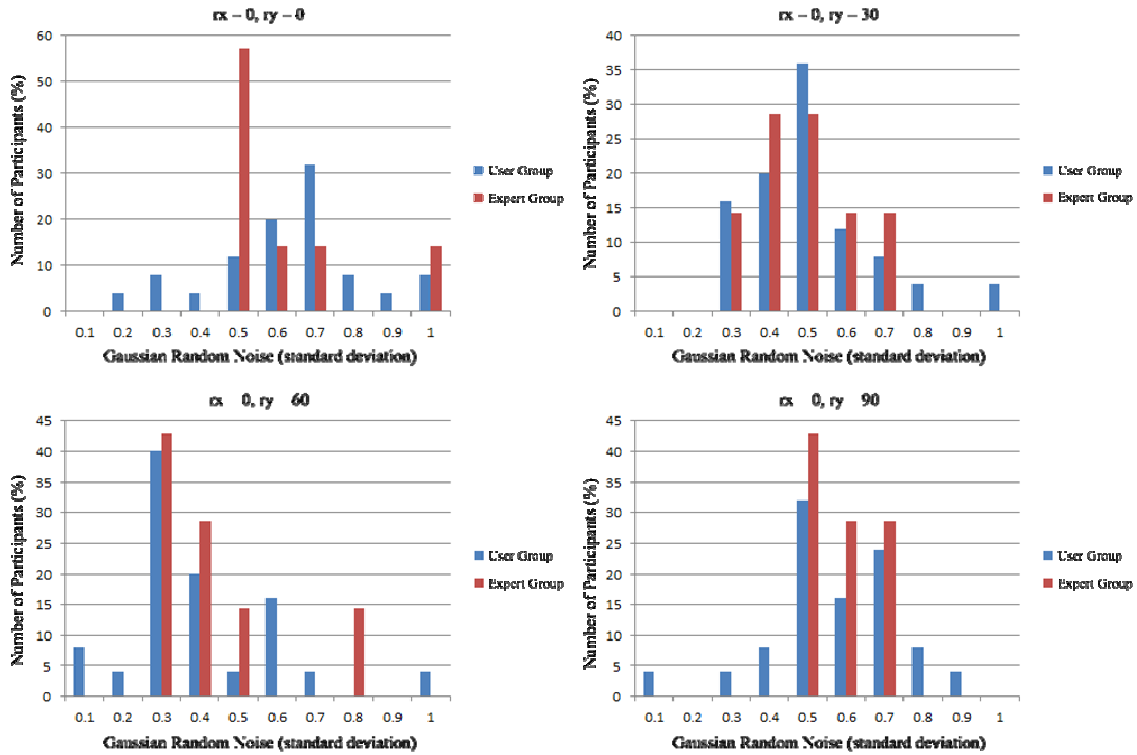 rx – 0, ry – 0
60
50
40
30
20
10
0
Number of Participants (%)
0.1 0.2 0.3 0.4 0.5 0.6 0.7 0.8 0.9 1
Gaussian Random Noise (standard deviation)
User Group
Expert Group
rx – 0, ry – 30
40
35
30
25
20
15
10
5
0
Number of Participants (%)
0.1 0.2 0.3 0.4 0.5 0.6 0.7 0.8 0.9 1
Gaussian Random Noise (standard deviation)
User Group
Expert Group
rx 0, ry 60
45
40
35
30
25
20
15
10
5
0
Number of Participants (%)
0.1 0.2 0.3 0.4 0.5 0.6 0.7 0.8 0.9 1
Gaussian Random Noise (standard deviation)
User Group
Expert Group
rx 0, ry 90
45
40
35
30
25
20
15
10
5
0
Number of Participants (%)
0.1 0.2 0.3 0.4 0.5 0.6 0.7 0.8 0.9 1
Gaussian Random Noise (standard deviation)
User Group
Expert Group